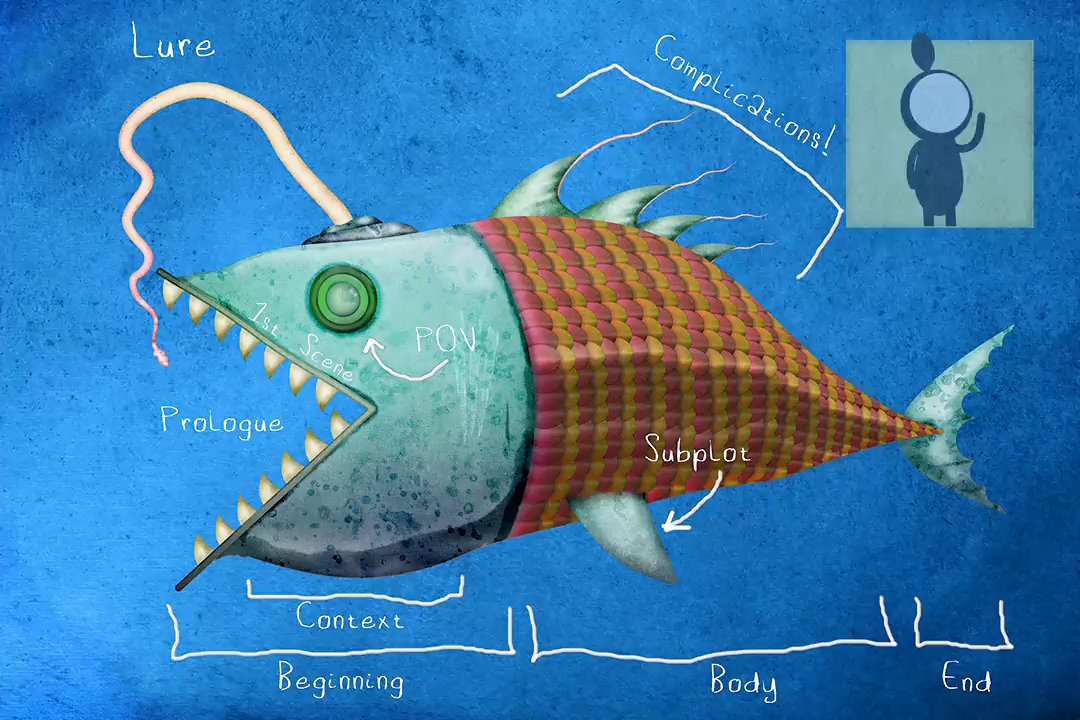 Lure
Complications!
1st Scene
POV
Prologue
Subplot
Context
Beginning
Body
End